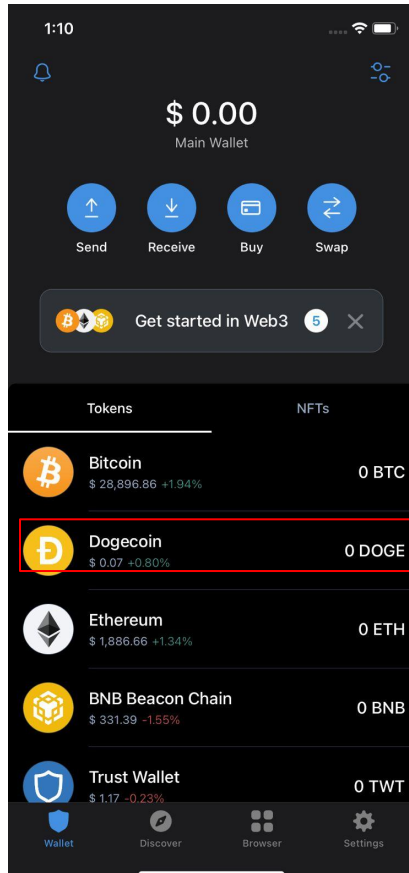 1:10
$ 0.00
Main Wallet
Send Receive Buy Swap
Get started in Web3 5
Tokens NFTs
Bitcoin
0 BTC
$ 28,896.86 +1.94%
Dogecoin
0 DOGE
$ 0.07 +0.80%
Ethereum
0 ETH
$ 1,886.66 +1.34%
BNB Beacon Chain
0 BNB
$ 331.39 -1.55%
Trust Wallet
0 TWT
$ 1.17 -0.23%
Wallet Discover Browser Settings